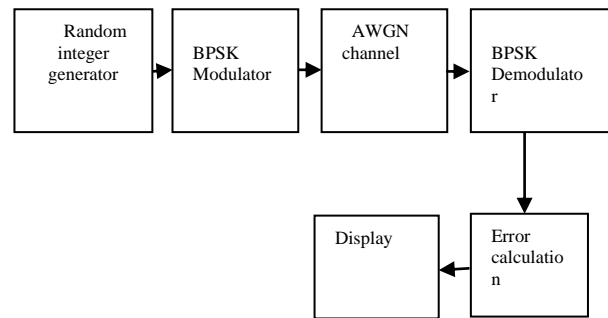 Random
integer
generator
BPSK
Modulator
AWGN
channel
BPSK
Demodulato
r
Display
Error
calculatio
n